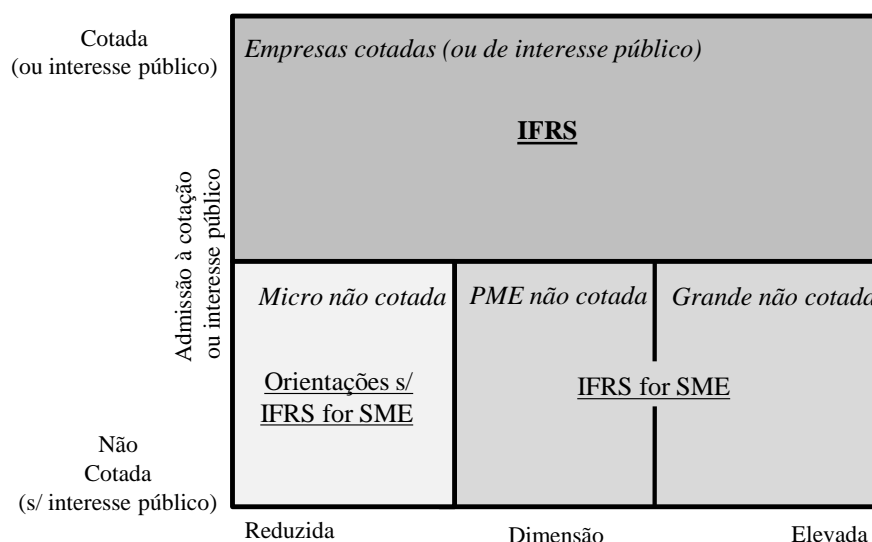 Cotada
(ou interesse público)
Empresas cotadas (ou de interesse público)
IFRS
Admissão à cotação
ou interesse público
Micro não cotada
PME não cotada
Grande não cotada
Orientações s/
IFRS for SME
IFRS for SME
Não
Cotada
(s/ interesse público)
Reduzida
Dimensão
Elevada